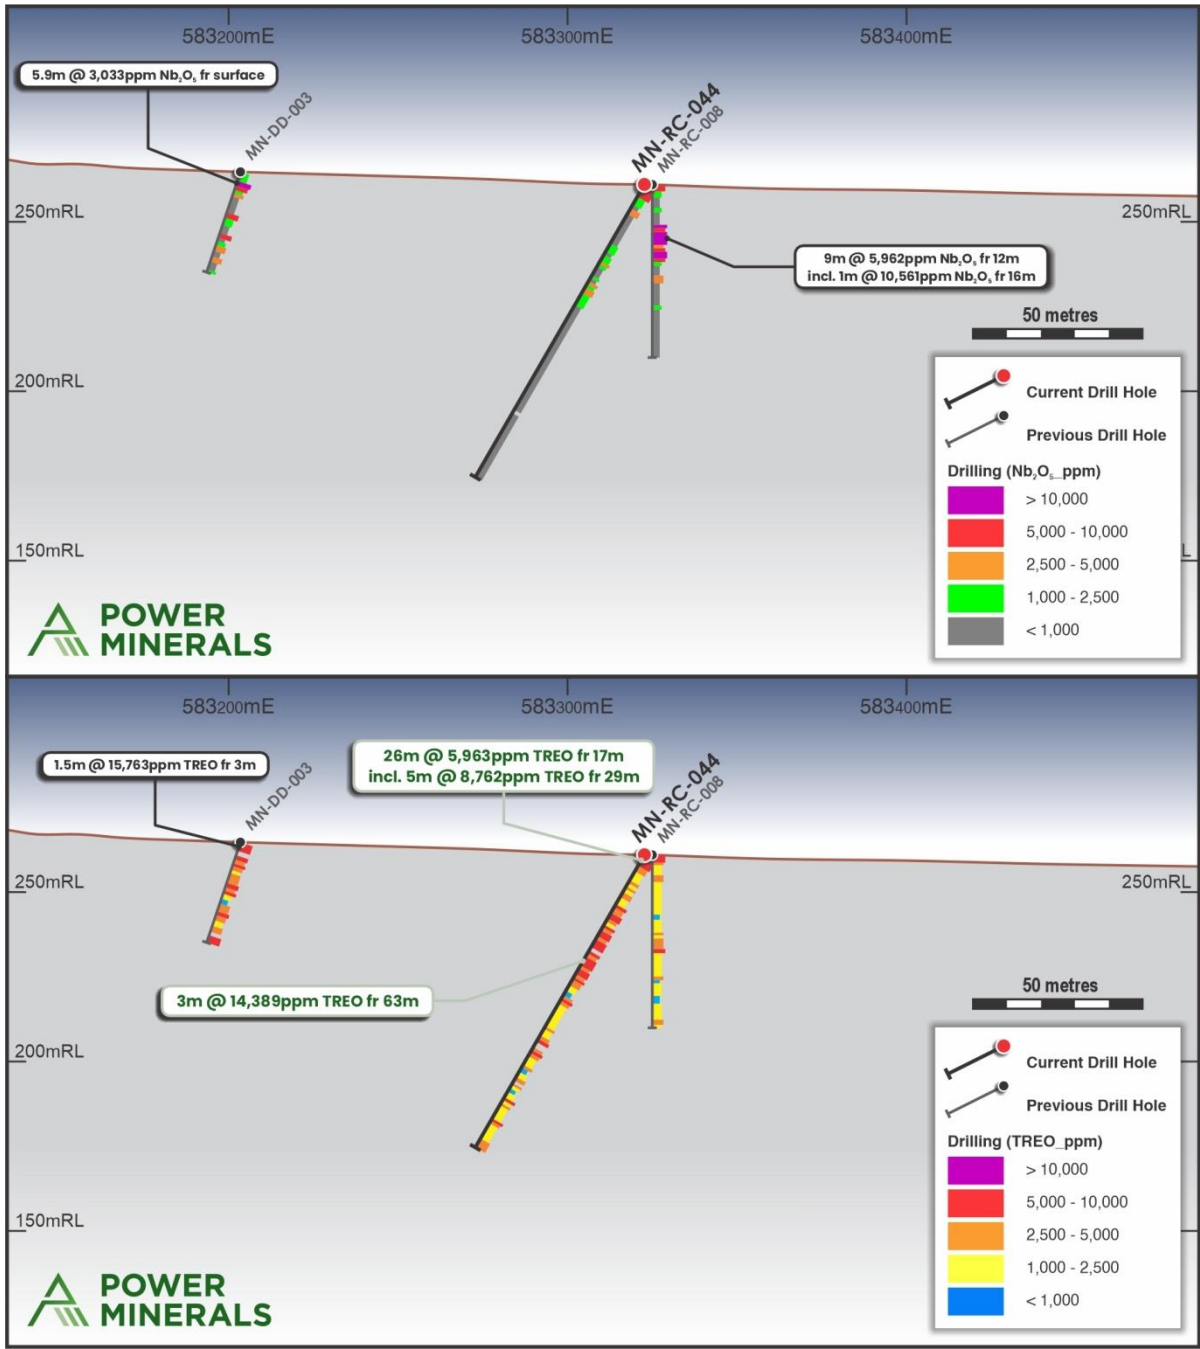 583200mE
583300mE
583400mE
5.9m @ 3,033ppm Nb₂O₅ fr surface
MN-DD-003
MN-RC-044
MN-RC-008
250mRL
250mRL
9m @ 5,962ppm Nb₂O₅ fr 12m
incl. 1m @ 10,561ppm Nb₂O₅ fr 16m
50 metres
200mRL
Current Drill Hole
Previous Drill Hole
Drilling (Nb₂O₅_ppm)
> 10,000
5,000 - 10,000
2,500 - 5,000
1,000 - 2,500
< 1,000
150mRL
L
POWER
MINERALS
583200mE
583300mE
583400mE
1.5m @ 15,763ppm TREO fr 3m
MN-DD-003
26m @ 5,963ppm TREO fr 17m
incl. 5m @ 8,762ppm TREO fr 29m
MN-RC-044
MN-RC-008
250mRL
250mRL
3m @ 14,389ppm TREO fr 63m
50 metres
200mRL
Current Drill Hole
Previous Drill Hole
Drilling (TREO_ppm)
> 10,000
5,000 - 10,000
2,500 - 5,000
1,000 - 2,500
< 1,000
150mRL
POWER
MINERALS